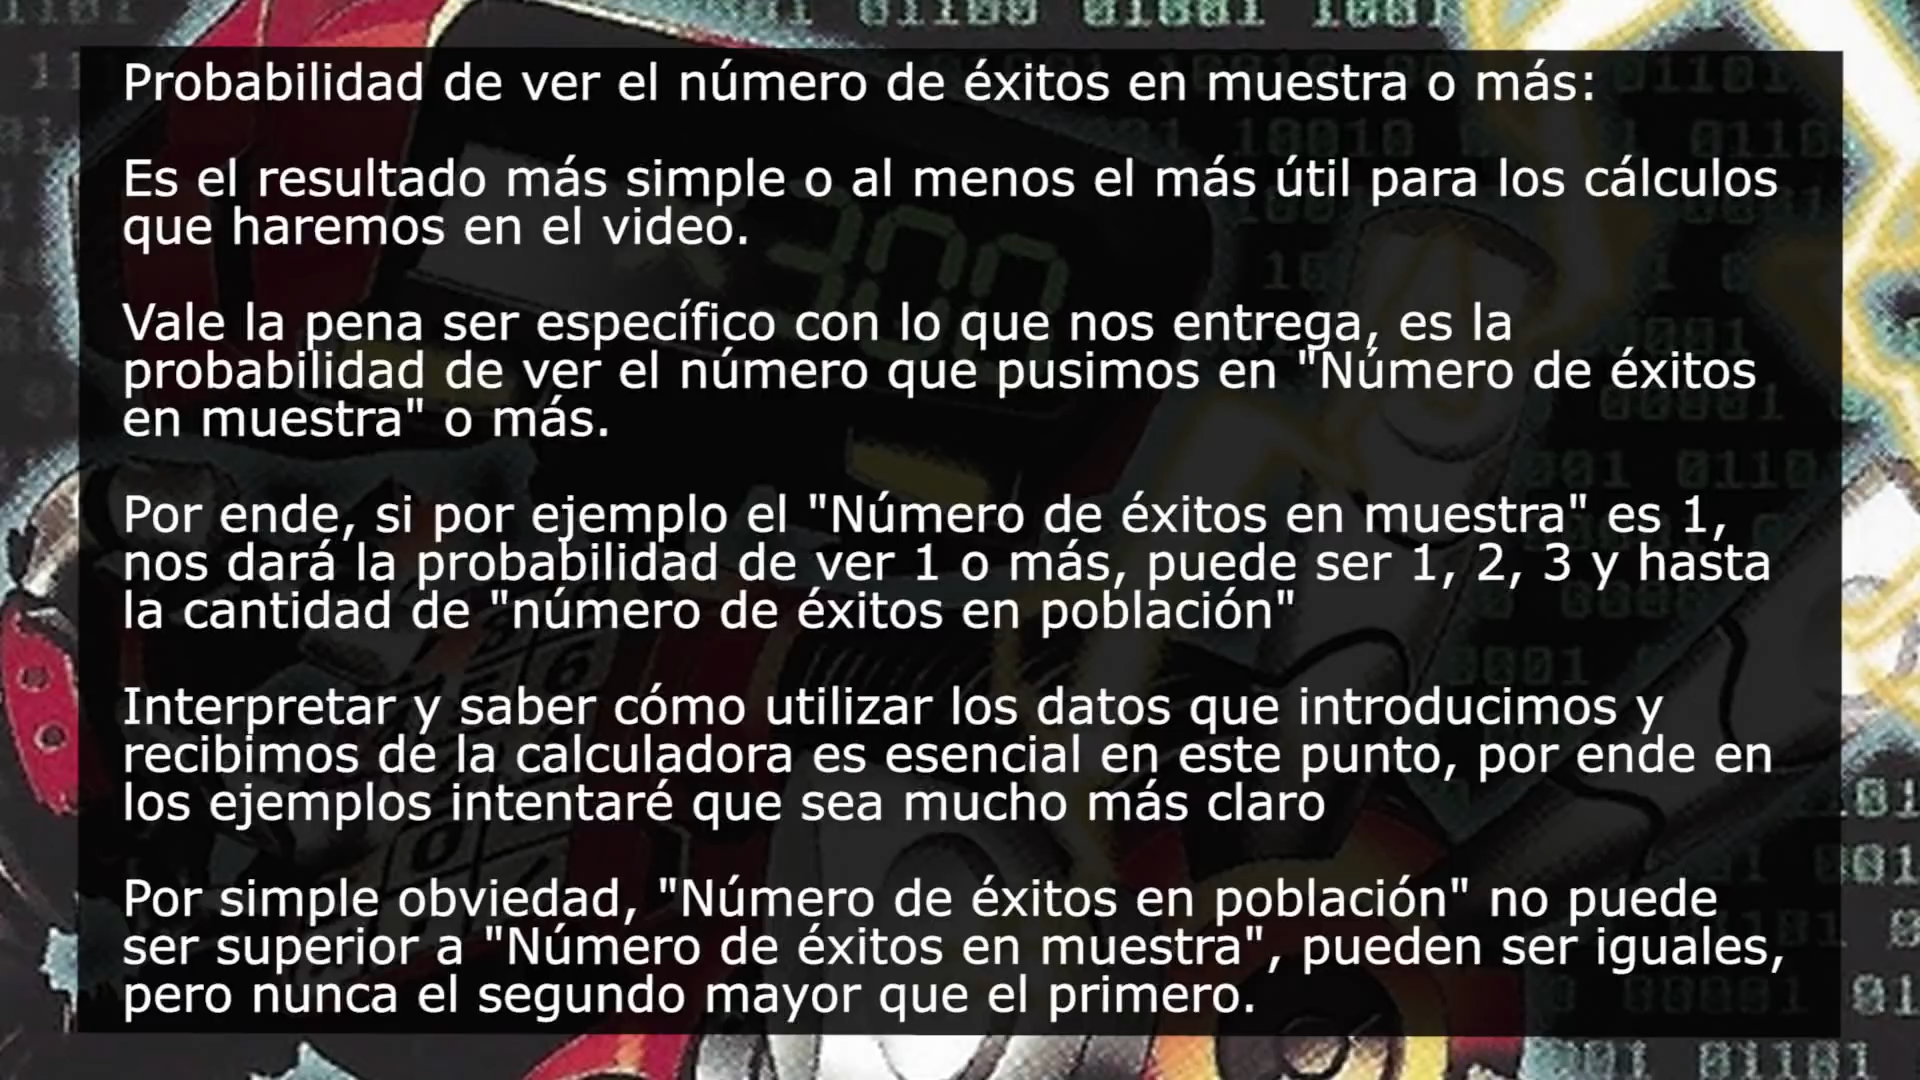 Probabilidad de ver el número de éxitos en muestra o más:
Es el resultado más simple o al menos el más útil para los cálculos
que haremos en el video.
Vale la pena ser específico con lo que nos entrega, es la
probabilidad de ver el número que pusimos en "Número de éxitos
en muestra" o más.
Por ende, si por ejemplo el "Número de éxitos en muestra" es 1,
nos dará la probabilidad de ver 1 o más, puede ser 1, 2, 3 y hasta
la cantidad de "número de éxitos en población"
Interpretar y saber cómo utilizar los datos que introducimos y
recibimos de la calculadora es esencial en este punto, por ende en
los ejemplos intentaré que sea mucho más claro
Por simple obviedad, "Número de éxitos en población" no puede
ser superior a "Número de éxitos en muestra", pueden ser iguales,
pero nunca el segundo mayor que el primero.